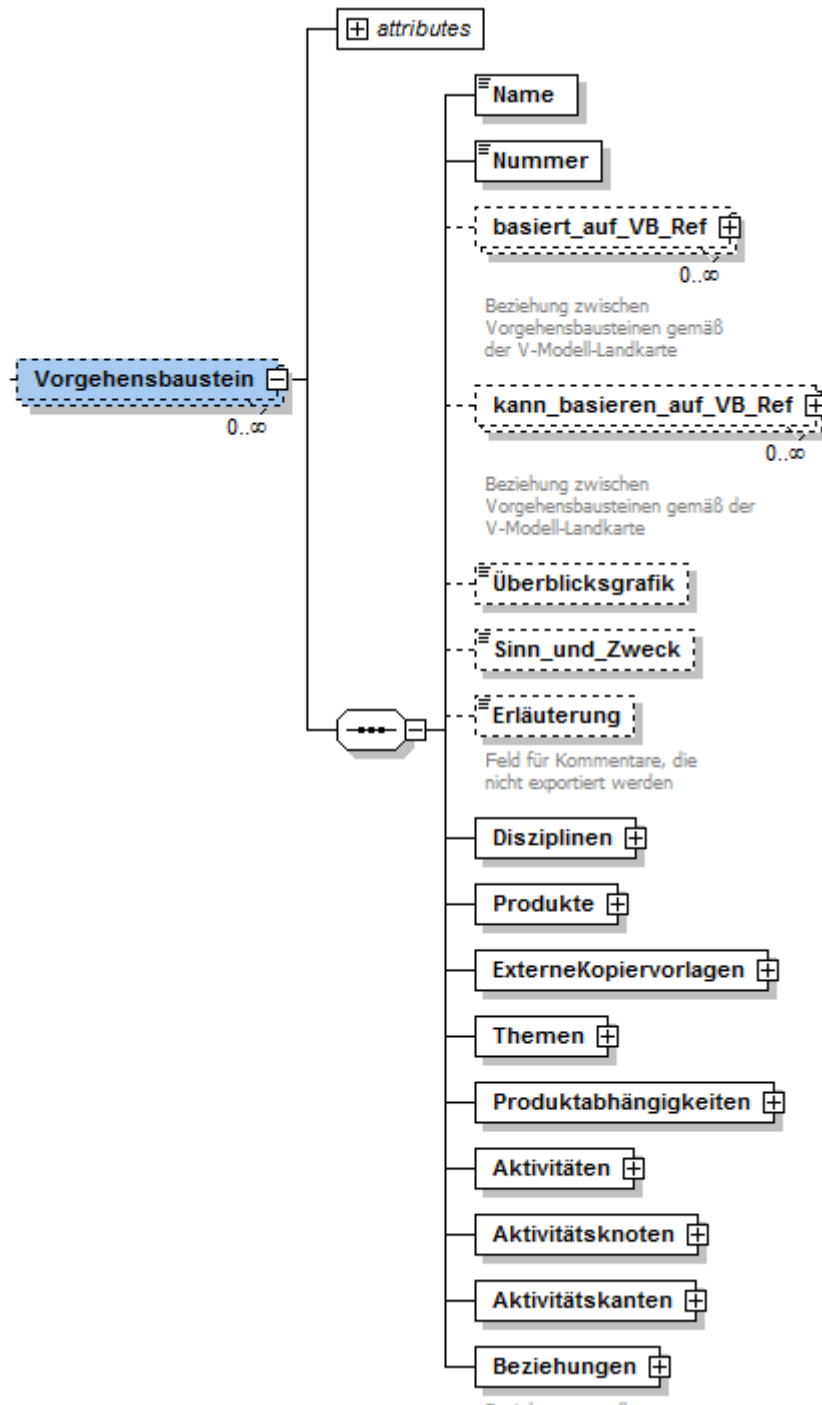 attributes
Name
Nummer
basiert_auf_VB_Ref
0..∞
Beziehung zwischen
Vorgehensbausteinen gemäß
der V-Modell-Landkarte
Vorgehensbaustein
0..∞
kann_basieren_auf_VB_Ref
0..∞
Beziehung zwischen
Vorgehensbausteinen gemäß der
V-Modell-Landkarte
Überblicksgrafik
Sinn_und_Zweck
Erläuterung
Feld für Kommentare, die
nicht exportiert werden
Disziplinen
Produkte
ExterneKopiervorlagen
Themen
Produktabhängigkeiten
Aktivitäten
Aktivitätsknoten
Aktivitätskanten
Beziehungen